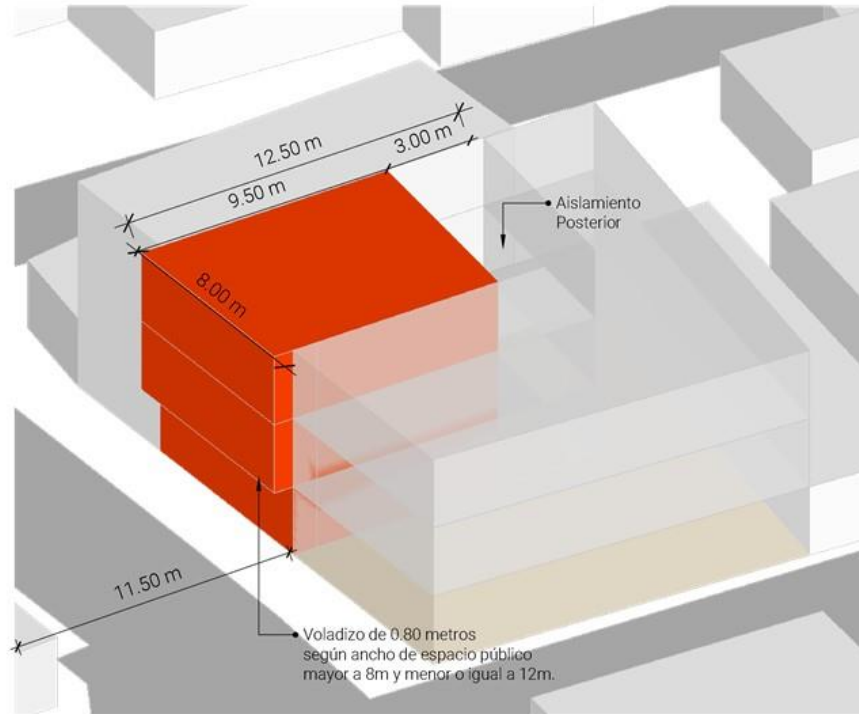 12.50 m
3.00 m
9.50 m
8.00 m
Aislamiento
Posterior
11.50 m
Voladizo de 0.80 metros
según ancho de espacio público
mayor a 8m y menor o igual a 12m.